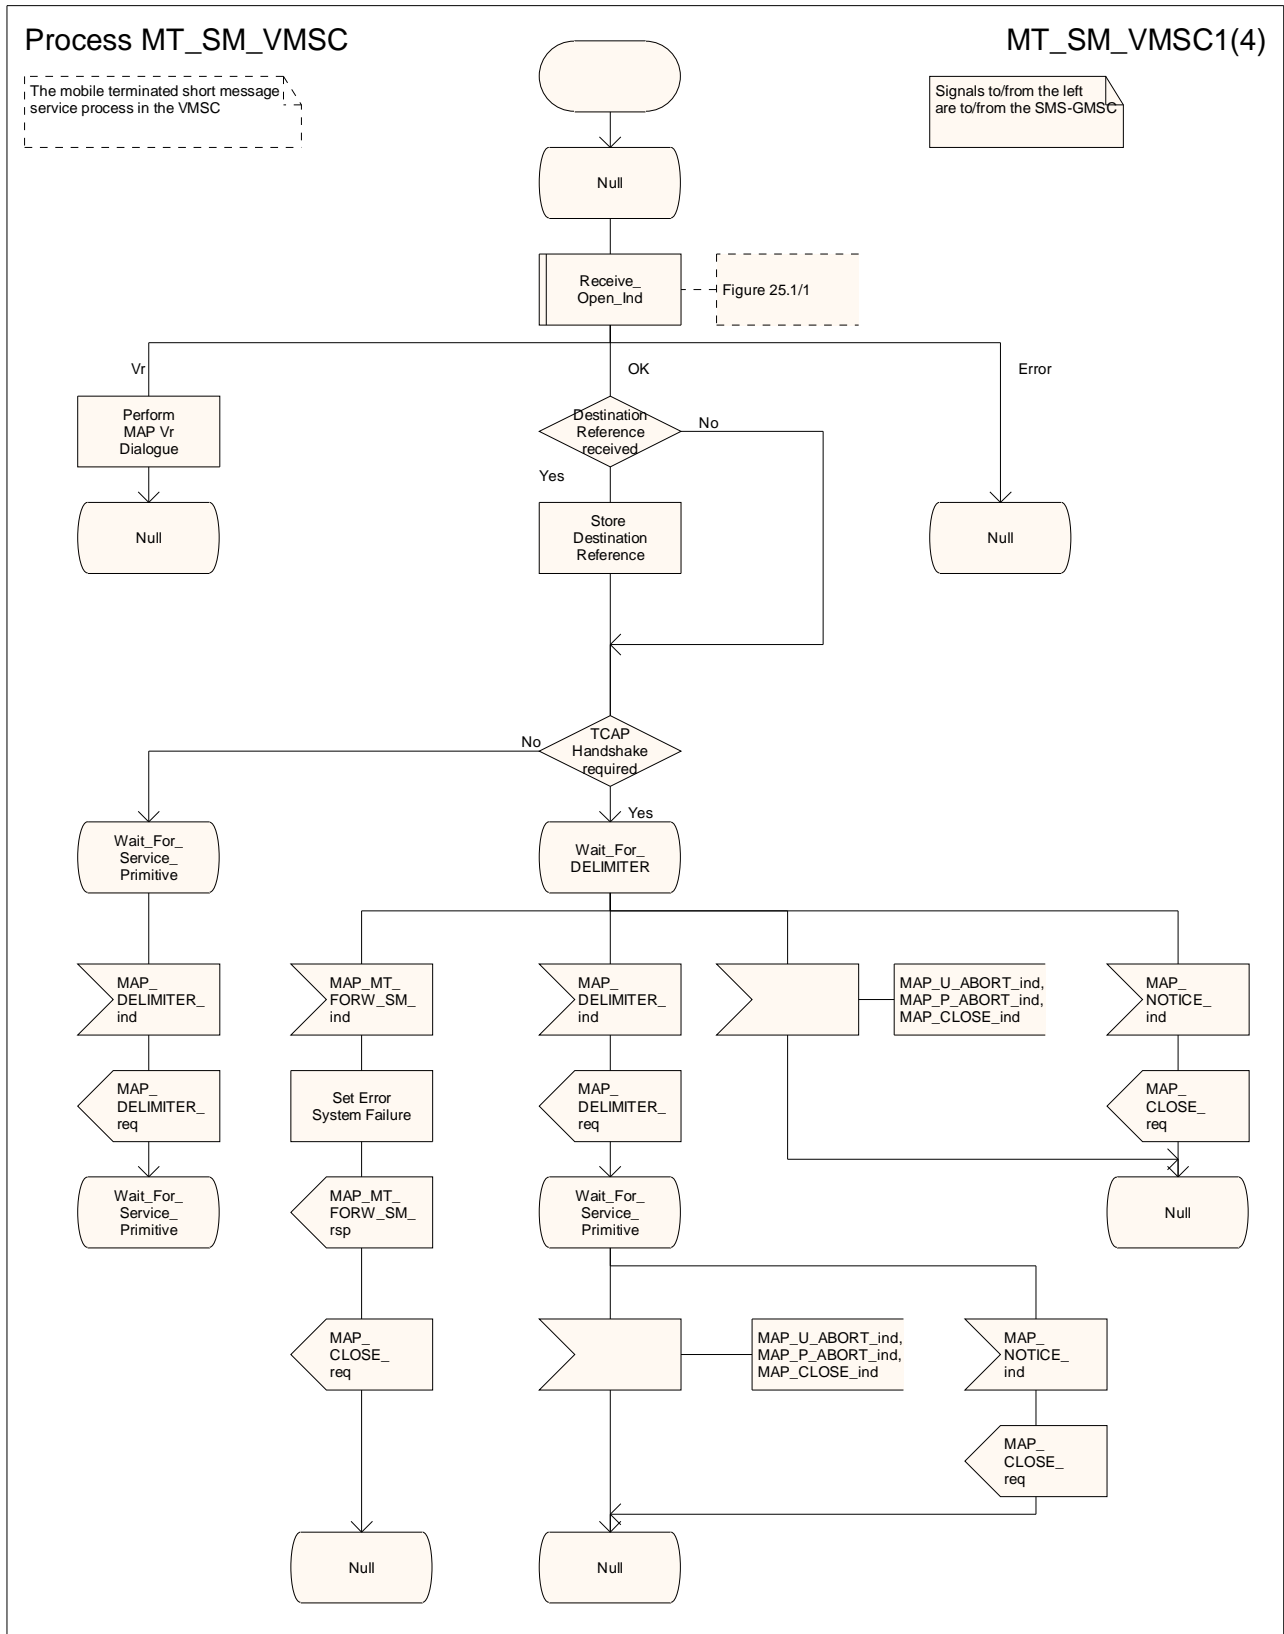 Process MT_SM_VMSC
MT_SM_VMSC1(4)
The mobile terminated short message
service process in the VMSC
Signals to/from the left
are to/from the SMS-GMSC
Null
Receive_
Open_Ind
Figure 25.1/1
Vr
OK
Error
Perform
MAP Vr
Dialogue
Destination
Reference
received
No
Yes
Null
Store
Destination
Reference
Null
TCAP
Handshake
required
No
Yes
Wait_For_
Service_
Primitive
Wait_For_
DELIMITER
MAP_
DELIMITER_
ind
MAP_MT_
FORW_SM_
ind
MAP_
DELIMITER_
ind
MAP_U_ABORT_ind,
MAP_P_ABORT_ind,
MAP_CLOSE_ind
MAP_
NOTICE_
ind
MAP_
DELIMITER_
req
Set Error
System Failure
MAP_
DELIMITER_
req
MAP_
CLOSE_
req
Wait_For_
Service_
Primitive
MAP_MT_
FORW_SM_
rsp
Wait_For_
Service_
Primitive
Null
MAP_
CLOSE_
req
MAP_U_ABORT_ind,
MAP_P_ABORT_ind,
MAP_CLOSE_ind
MAP_
NOTICE_
ind
MAP_
CLOSE_
req
Null
Null